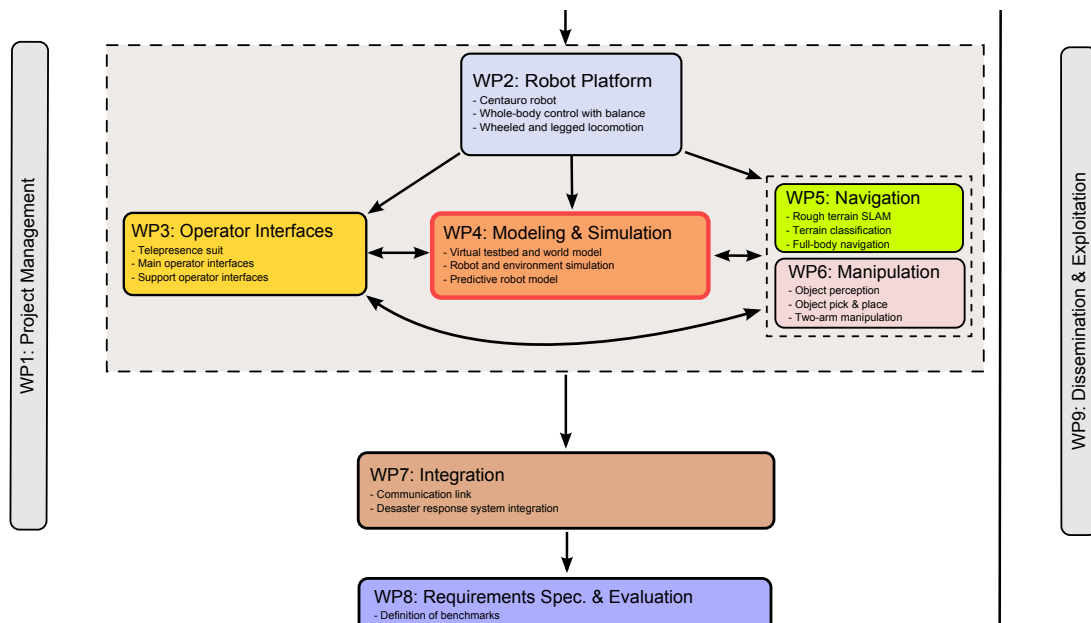 WP1: Project Management
WP2: Robot Platform
- Centauro robot
- Whole-body control with balance
- Wheeled and legged locomotion
WP3: Operator Interfaces
- Telepresence suit
- Main operator interfaces
- Support operator interfaces
WP4: Modeling & Simulation
- Virtual testbed and world model
- Robot and environment simulation
- Predictive robot model
WP5: Navigation
- Rough terrain SLAM
- Terrain classification
- Full-body navigation
WP6: Manipulation
- Object perception
- Object pick & place
- Two-arm manipulation
WP7: Integration
- Communication link
- Desaster response system integration
WP8: Requirements Spec. & Evaluation
- Definition of benchmarks
WP9: Dissemination & Exploitation